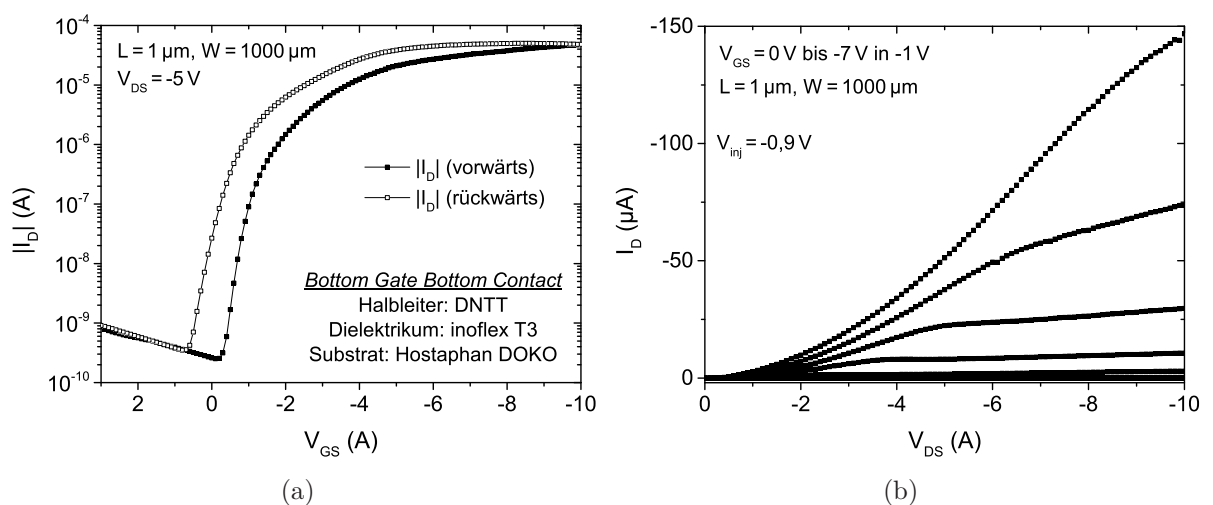 10⁻⁴
10⁻⁵
10⁻⁶
10⁻⁷
10⁻⁸
10⁻⁹
10⁻¹⁰
|I_D| (A)
L = 1 µm, W = 1000 µm
V_DS = -5 V
|I_D| (vorwärts)
|I_D| (rückwärts)
Bottom Gate Bottom Contact
Halbleiter: DNTT
Dielektrikum: inoflex T3
Substrat: Hostaphan DOKO
2 0 -2 -4 -6 -8 -10
V_GS (A)
(a)
-150
-100
-50
0
I_D (µA)
V_GS = 0 V bis -7 V in -1 V
L = 1 µm, W = 1000 µm
V_inj = -0,9 V
0 -2 -4 -6 -8 -10
V_DS (A)
(b)